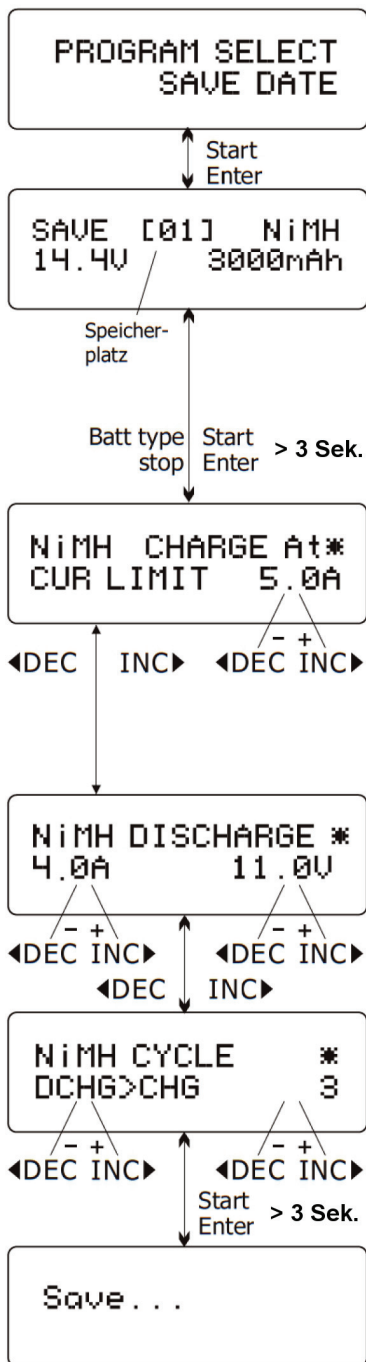 PROGRAM SELECT
SAVE DATE
Start
Enter
SAVE [01] NiMH
14.4V 3000mAh
Speicher-
platz
Batt type Start > 3 Sek.
stop Enter
NiMH CHARGE At*
CUR LIMIT 5.0A
- +
◀DEC INC▶ ◀DEC INC▶
NiMH DISCHARGE *
4.0A 11.0V
- + - +
◀DEC INC▶ ◀DEC INC▶
◀DEC INC▶
NiMH CYCLE *
DCHG>CHG 3
- + - +
◀DEC INC▶ ◀DEC INC▶
Start > 3 Sek.
Enter
Save...